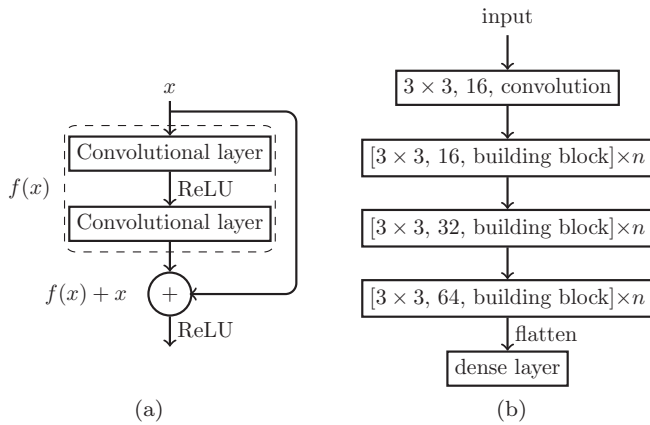 x
Convolutional layer
ReLU
f(x)
Convolutional layer
f(x) + x
+
ReLU
(a)
input
3 × 3, 16, convolution
[3 × 3, 16, building block]×n
[3 × 3, 32, building block]×n
[3 × 3, 64, building block]×n
flatten
dense layer
(b)